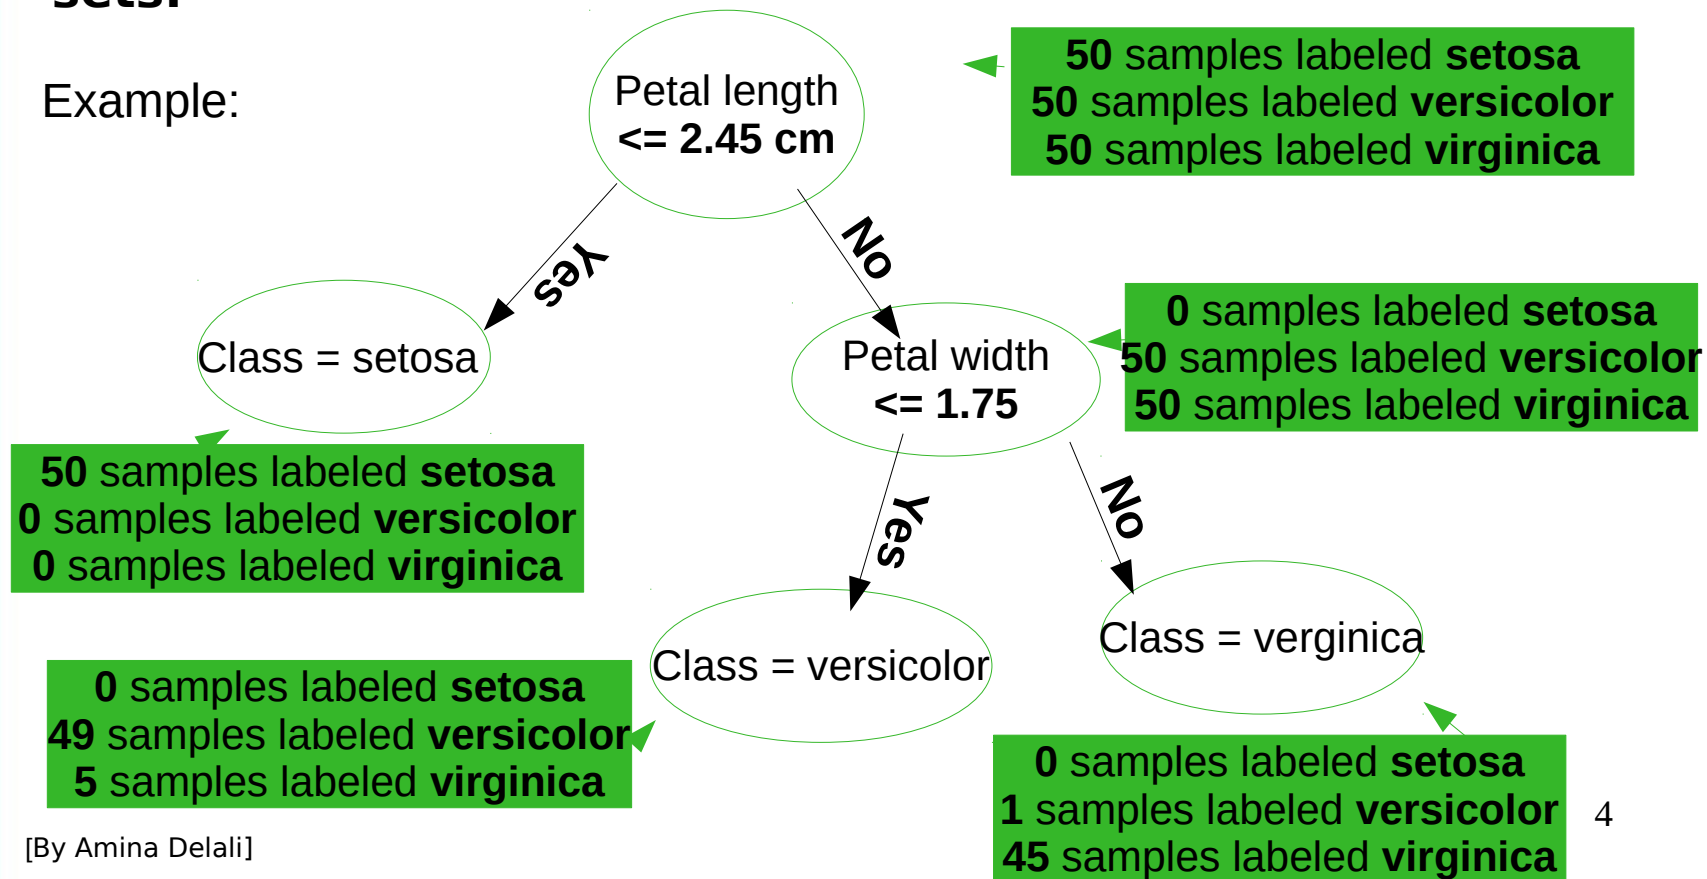 sets.
Example:
Petal length
<= 2.45 cm
50 samples labeled setosa
50 samples labeled versicolor
50 samples labeled virginica
Yes
No
Class = setosa
Petal width
<= 1.75
0 samples labeled setosa
50 samples labeled versicolor
50 samples labeled virginica
50 samples labeled setosa
0 samples labeled versicolor
0 samples labeled virginica
Yes
No
Class = versicolor
Class = verginica
0 samples labeled setosa
49 samples labeled versicolor
5 samples labeled virginica
0 samples labeled setosa
1 samples labeled versicolor
45 samples labeled virginica
[By Amina Delali]
4